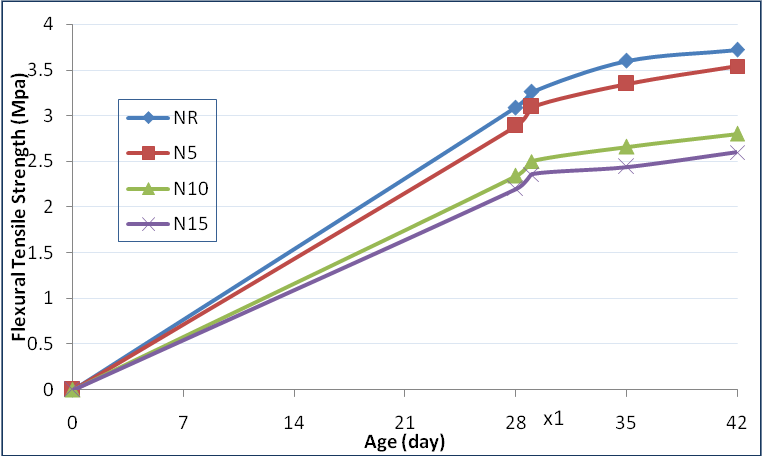 4
3.5
3
2.5
2
1.5
1
0.5
0
Flexural Tensile Strength (Mpa)
NR
N5
N10
N15
0 7 14 21 28 x1 35 42
Age (day)